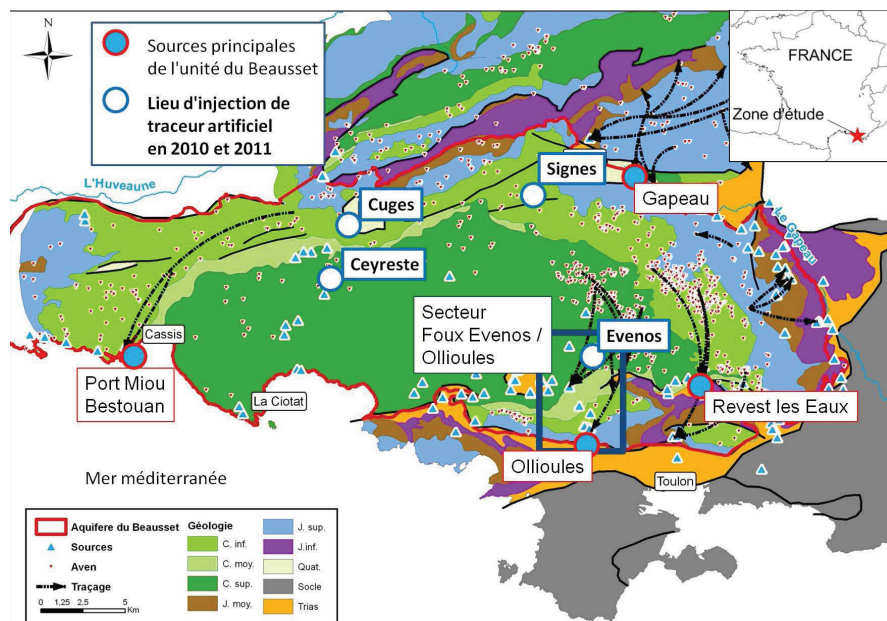 N
Sources principales
de l'unité du Beausset
Lieu d'injection de
traceur artificiel
en 2010 et 2011
FRANCE
Zone d'étude
L'Huveaune
Signes
Cuges
Gapeau
Le Gapeau
Ceyreste
Secteur
Foux Evenos /
Ollioules
Evenos
Cassis
Port Miou
Bestouan
La Ciotat
Revest les Eaux
Ollioules
Mer méditerranée
Toulon
Aquifere du Beausset
Sources
Aven
Traçage
0 1,25 2,5 5
Km
Géologie
C. inf.
C. moy.
C. sup.
J. moy.
J. sup.
J.inf.
Quat.
Socle
Trias